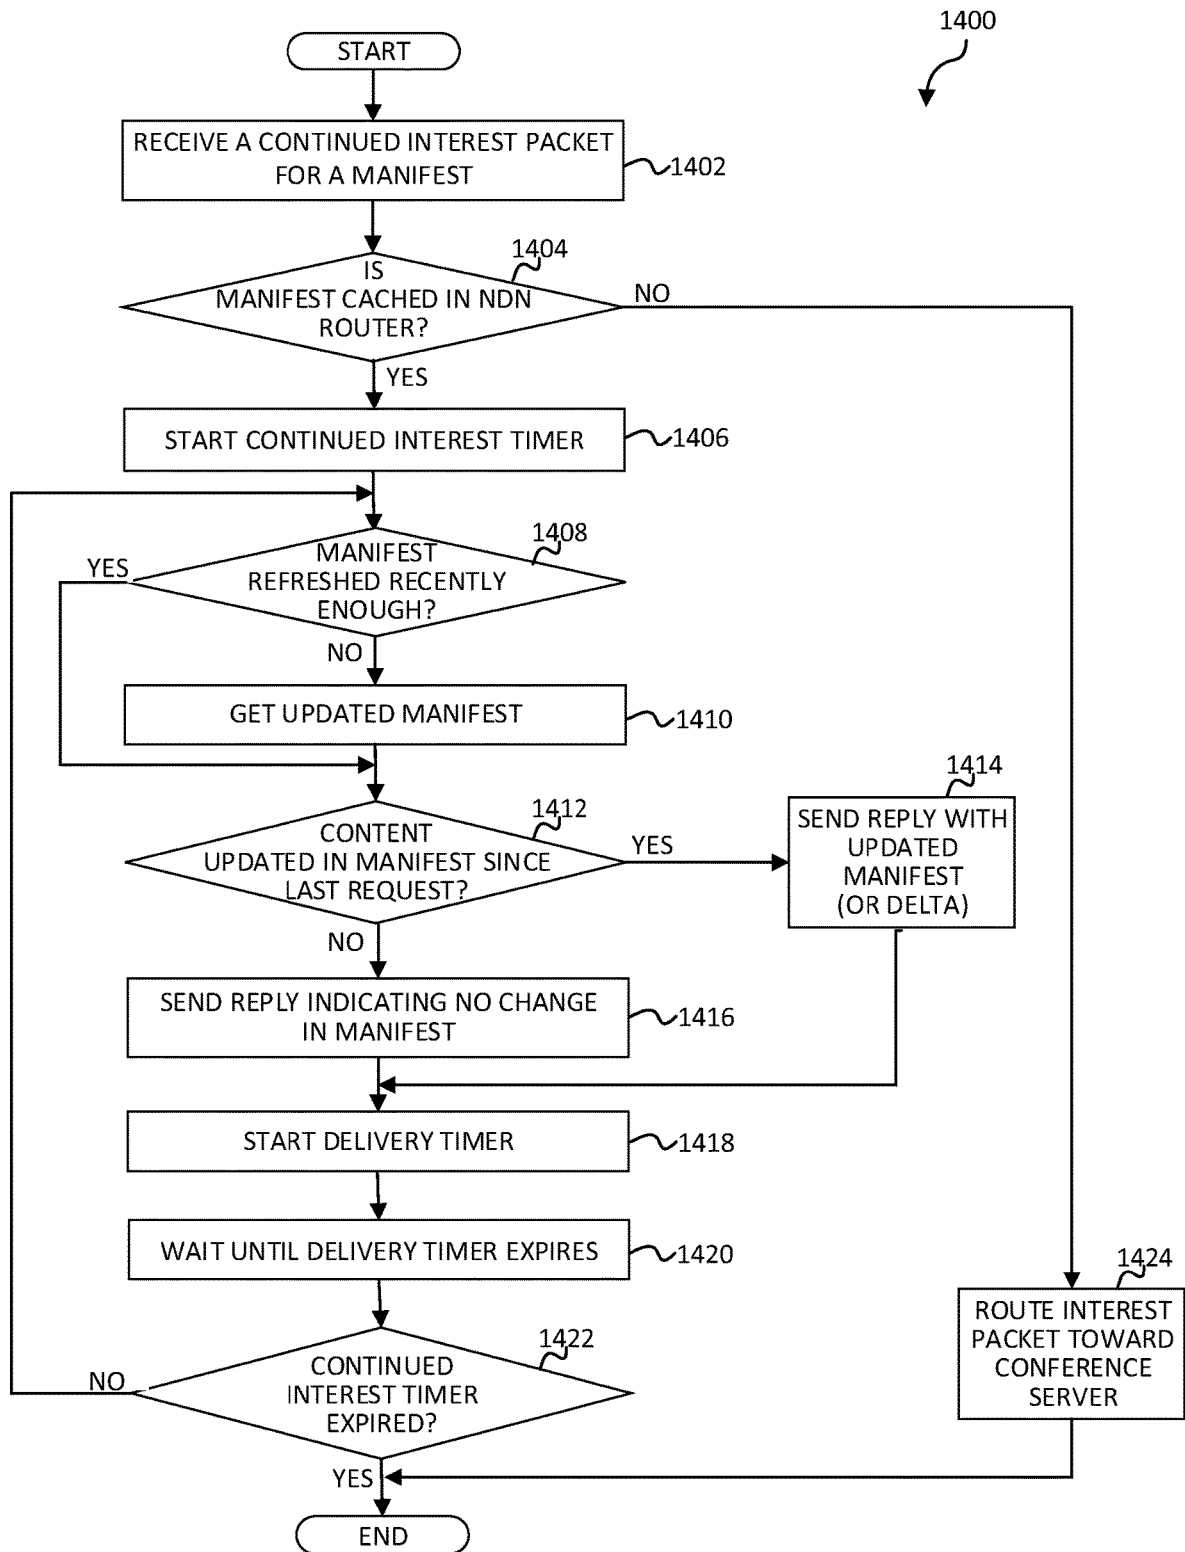 1400
START
RECEIVE A CONTINUED INTEREST PACKET
FOR A MANIFEST
1402
1404
IS
MANIFEST CACHED IN NDN
ROUTER?
NO
YES
START CONTINUED INTEREST TIMER
1406
1408
MANIFEST
REFRESHED RECENTLY
ENOUGH?
YES
NO
GET UPDATED MANIFEST
1410
1412
CONTENT
UPDATED IN MANIFEST SINCE
LAST REQUEST?
YES
1414
SEND REPLY WITH
UPDATED
MANIFEST
(OR DELTA)
NO
SEND REPLY INDICATING NO CHANGE
IN MANIFEST
1416
START DELIVERY TIMER
1418
WAIT UNTIL DELIVERY TIMER EXPIRES
1420
1422
CONTINUED
INTEREST TIMER
EXPIRED?
NO
YES
1424
ROUTE INTEREST
PACKET TOWARD
CONFERENCE
SERVER
END